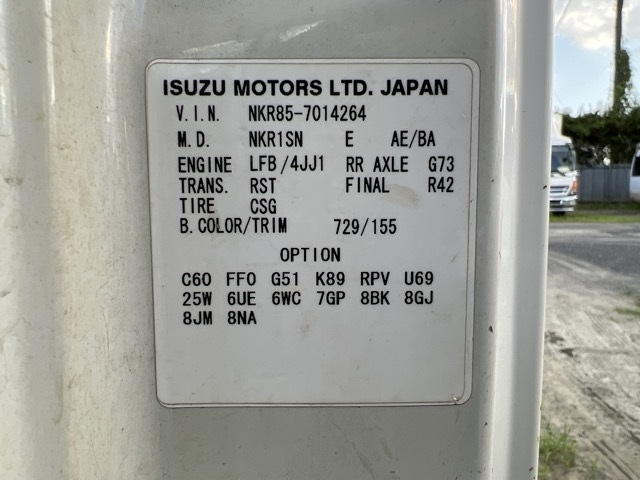 ISUZU MOTORS LTD. JAPAN
V.I.N. NKR85-7014264
M.D. NKR1SN E AE/BA
ENGINE LFB/4JJ1 RR AXLE G73
TRANS. RST FINAL R42
TIRE CSG
B.COLOR/TRIM 729/155
OPTION
C60 FF0 G51 K89 RPV U69
25W 6UE 6WC 7GP 8BK 8GJ
8JM 8NA